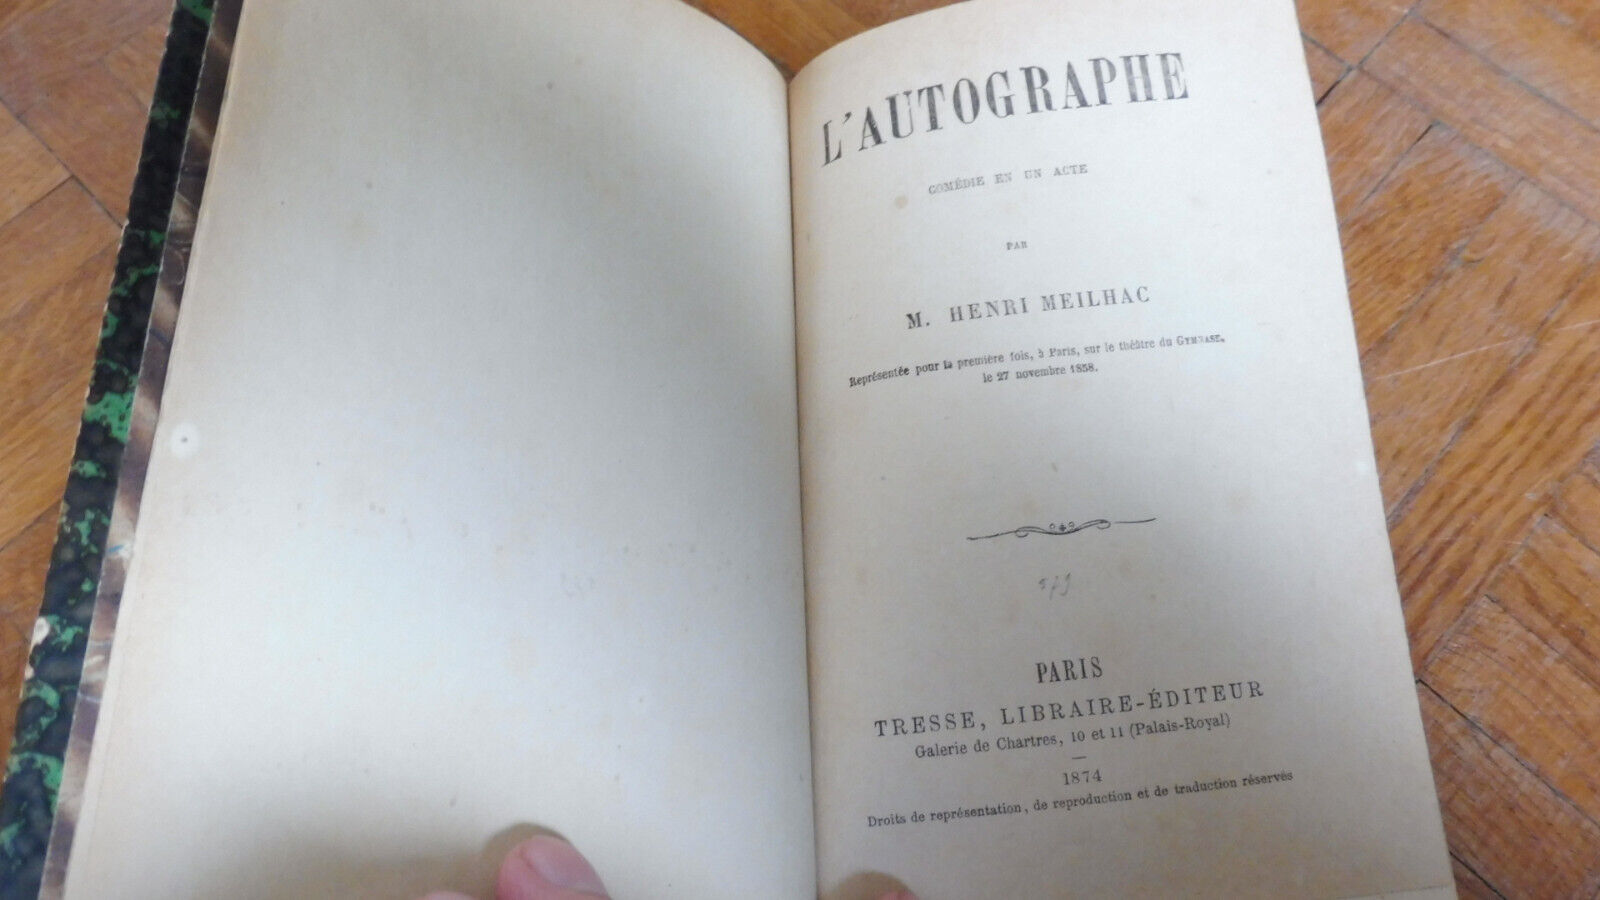 L'AUTOGRAPHE
COMÉDIE EN UN ACTE
PAR
M. HENRI MEILHAC
Représentée pour la première fois, à Paris, sur le théâtre du GYMNASE,
le 27 novembre 1858.
PARIS
TRESSE, LIBRAIRE-ÉDITEUR
Galerie de Chartres, 10 et 11 (Palais-Royal)
1874
Droits de représentation, de reproduction et de traduction réservés